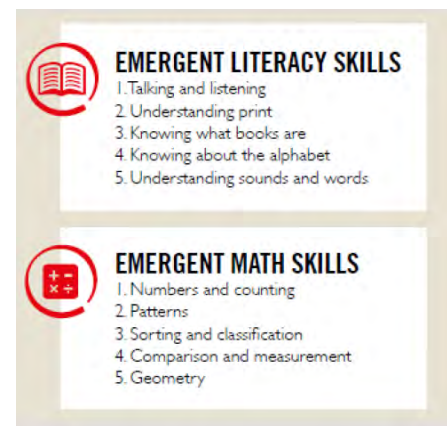 EMERGENT LITERACY SKILLS
1. Talking and listening
2. Understanding print
3. Knowing what books are
4. Knowing about the alphabet
5. Understanding sounds and words
EMERGENT MATH SKILLS
1. Numbers and counting
2. Patterns
3. Sorting and classification
4. Comparison and measurement
5. Geometry